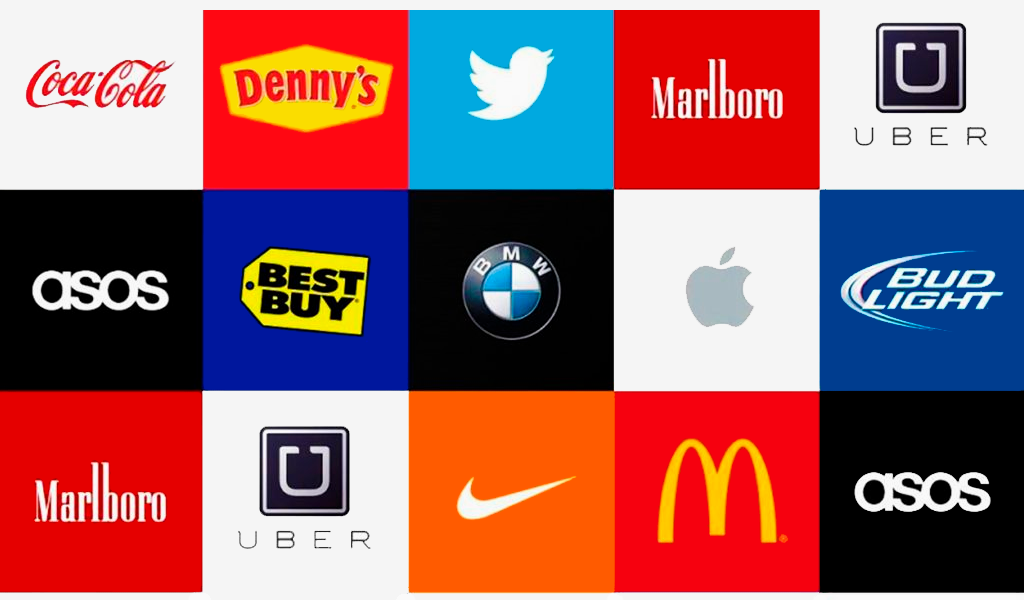 Coca-Cola
Denny's
Marlboro
U
UBER
asos
BEST
BUY
BMW
BUD
LIGHT
Marlboro
U
UBER
M
asos